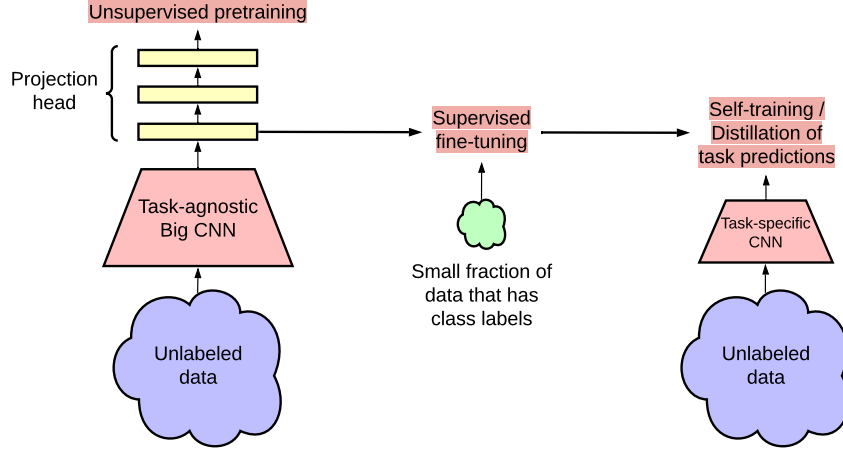 Unsupervised pretraining
Projection
head
Task-agnostic
Big CNN
Unlabeled
data
Supervised
fine-tuning
Small fraction of
data that has
class labels
Self-training /
Distillation of
task predictions
Task-specific
CNN
Unlabeled
data